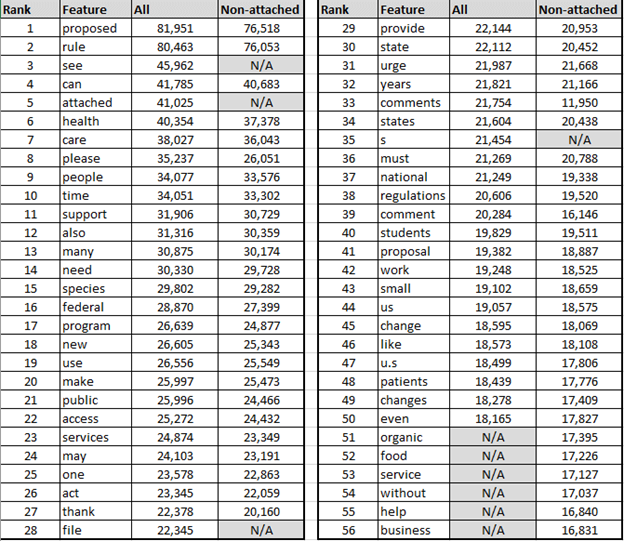 Rank Feature All Non-attached
1 proposed 81,951 76,518
2 rule 80,463 76,053
3 see 45,962 N/A
4 can 41,785 40,683
5 attached 41,025 N/A
6 health 40,354 37,378
7 care 38,027 36,043
8 please 35,237 26,051
9 people 34,077 33,576
10 time 34,051 33,302
11 support 31,906 30,729
12 also 31,316 30,359
13 many 30,875 30,174
14 need 30,330 29,728
15 species 29,802 29,282
16 federal 28,870 27,399
17 program 26,639 24,877
18 new 26,605 25,343
19 use 26,556 25,549
20 make 25,997 25,473
21 public 25,996 24,466
22 access 25,272 24,432
23 services 24,874 23,349
24 may 24,103 23,191
25 one 23,578 22,863
26 act 23,345 22,059
27 thank 22,378 20,160
28 file 22,345 N/A
Rank Feature All Non-attached
29 provide 22,144 20,953
30 state 22,112 20,452
31 urge 21,987 21,668
32 years 21,821 21,166
33 comments 21,754 11,950
34 states 21,604 20,438
35 s 21,454 N/A
36 must 21,269 20,788
37 national 21,249 19,338
38 regulations 20,606 19,520
39 comment 20,284 16,146
40 students 19,829 19,511
41 proposal 19,382 18,887
42 work 19,248 18,525
43 small 19,102 18,659
44 us 19,057 18,575
45 change 18,595 18,069
46 like 18,573 18,108
47 u.s 18,499 17,806
48 patients 18,439 17,776
49 changes 18,278 17,409
50 even 18,165 17,827
51 organic N/A 17,395
52 food N/A 17,226
53 service N/A 17,127
54 without N/A 17,037
55 help N/A 16,840
56 business N/A 16,831